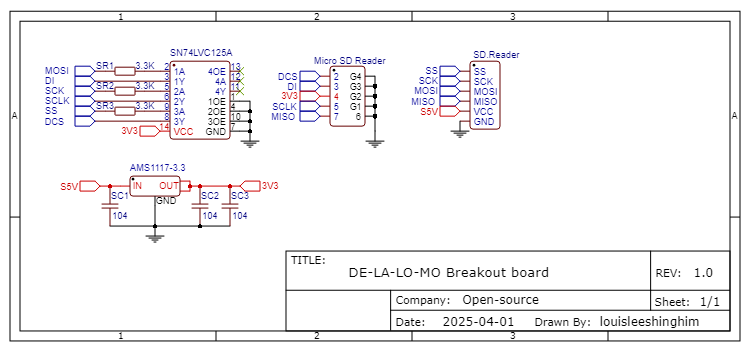 1 2 3
A A
SN74LVC125A
MOSI SR1 3.3K 2 1A 4OE 13
DI 3 1Y 4A 12
SCK SR2 3.3K 5 2A 4Y 11
SCLK 6 2Y 1OE 1
SS SR3 3.3K 9 3A 2OE 4
DCS 8 3Y 3OE 10
3V3 14 VCC GND 7
Micro SD Reader
DCS 2 G4
DI 3 G3
3V3 4 G2
SCLK 5 G1
MISO 7 6
SD.Reader
SS SS
SCK SCK
MOSI MOSI
MISO MISO
S5V VCC
GND
AMS1117-3.3
S5V IN OUT 3V3
GND
SC1 SC2 SC3
104 104 104
TITLE:
DE-LA-LO-MO Breakout board
REV: 1.0
Company: Open-source
Sheet: 1/1
Date: 2025-04-01 Drawn By: louisleeshinghim
1 2 3